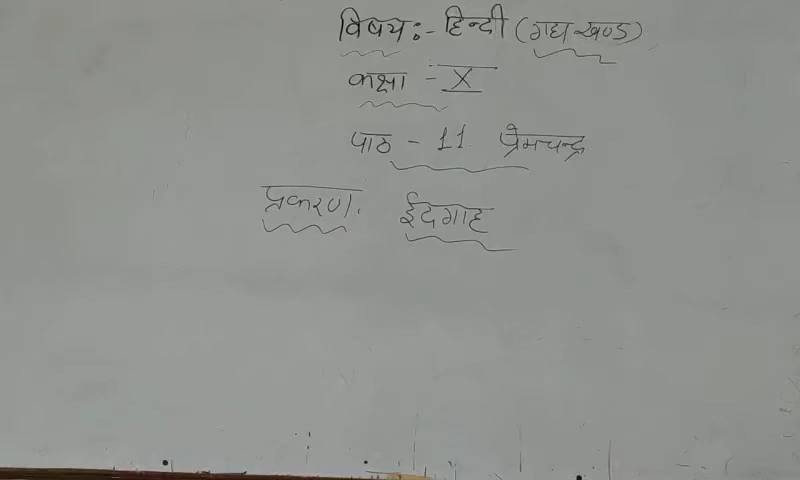 विषय :- हिन्दी (गद्य खण्ड)
कक्षा - X
पाठ - 11. प्रेमचन्द्र
प्रकरण. ईदगाह